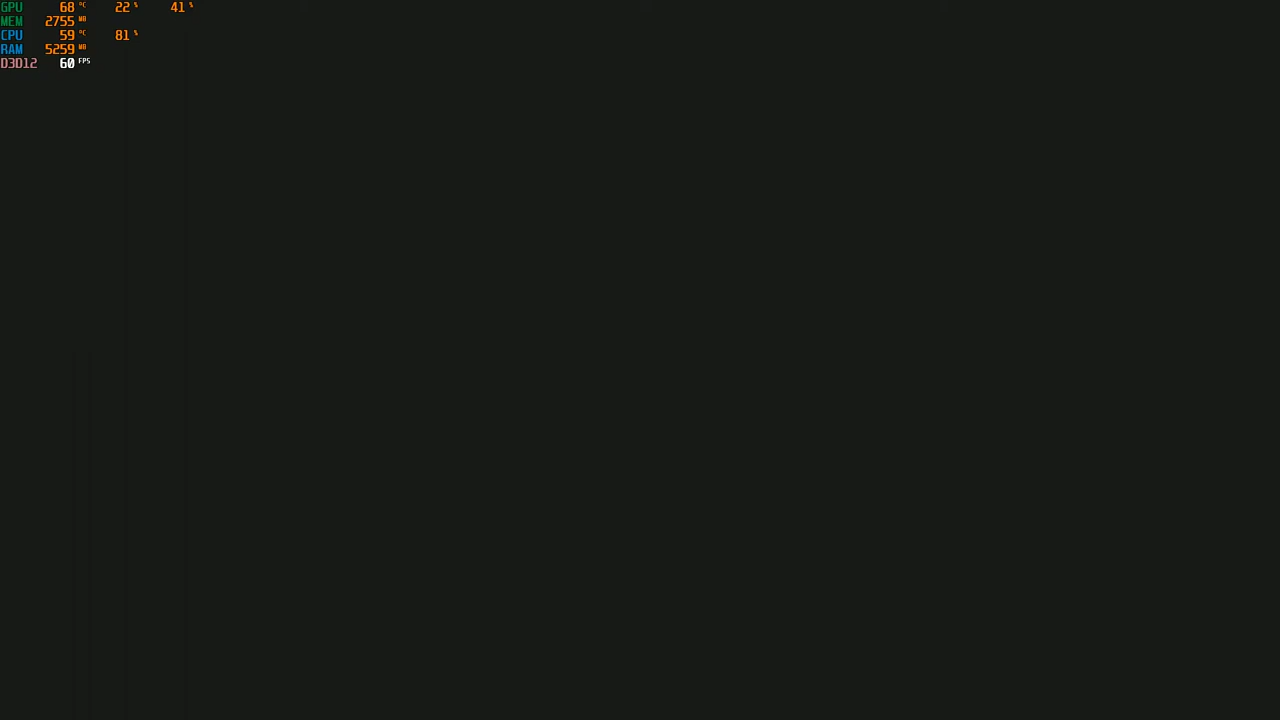 GPU 68 °C 22 % 41 %
MEM 2755 MB
CPU 59 °C 81 %
RAM 5259 MB
D3D12 60 FPS